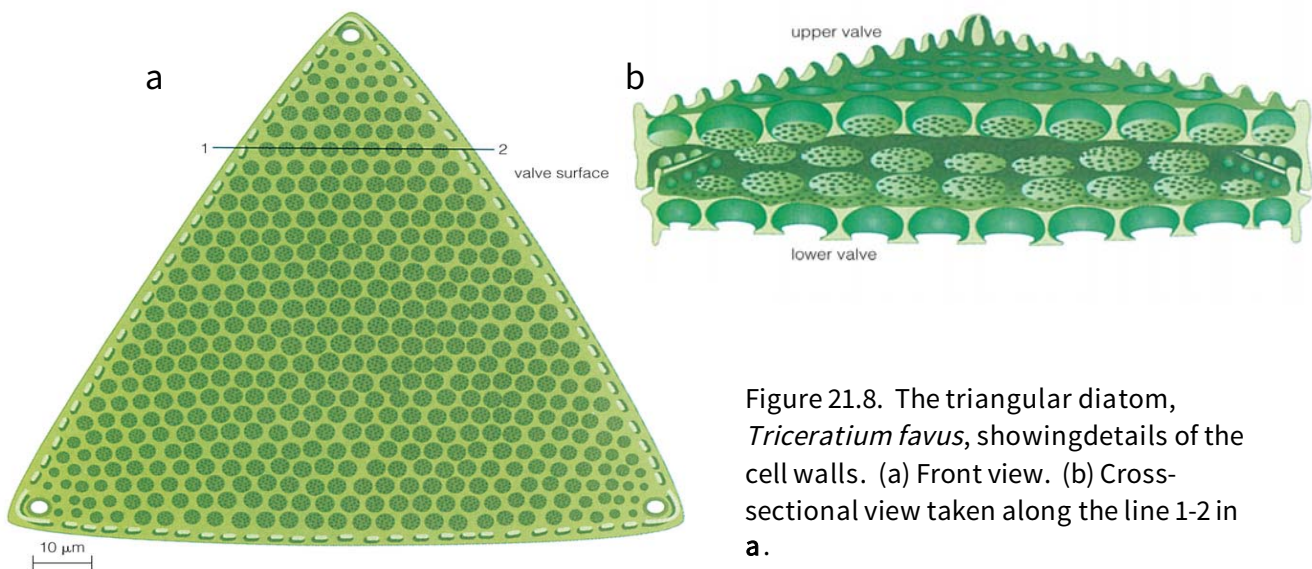 a
1
2
valve surface
10 μm
b
upper valve
lower valve
Figure 21.8. The triangular diatom,
Triceratium favus, showingdetails of the
cell walls. (a) Front view. (b) Cross-
sectional view taken along the line 1-2 in
a.